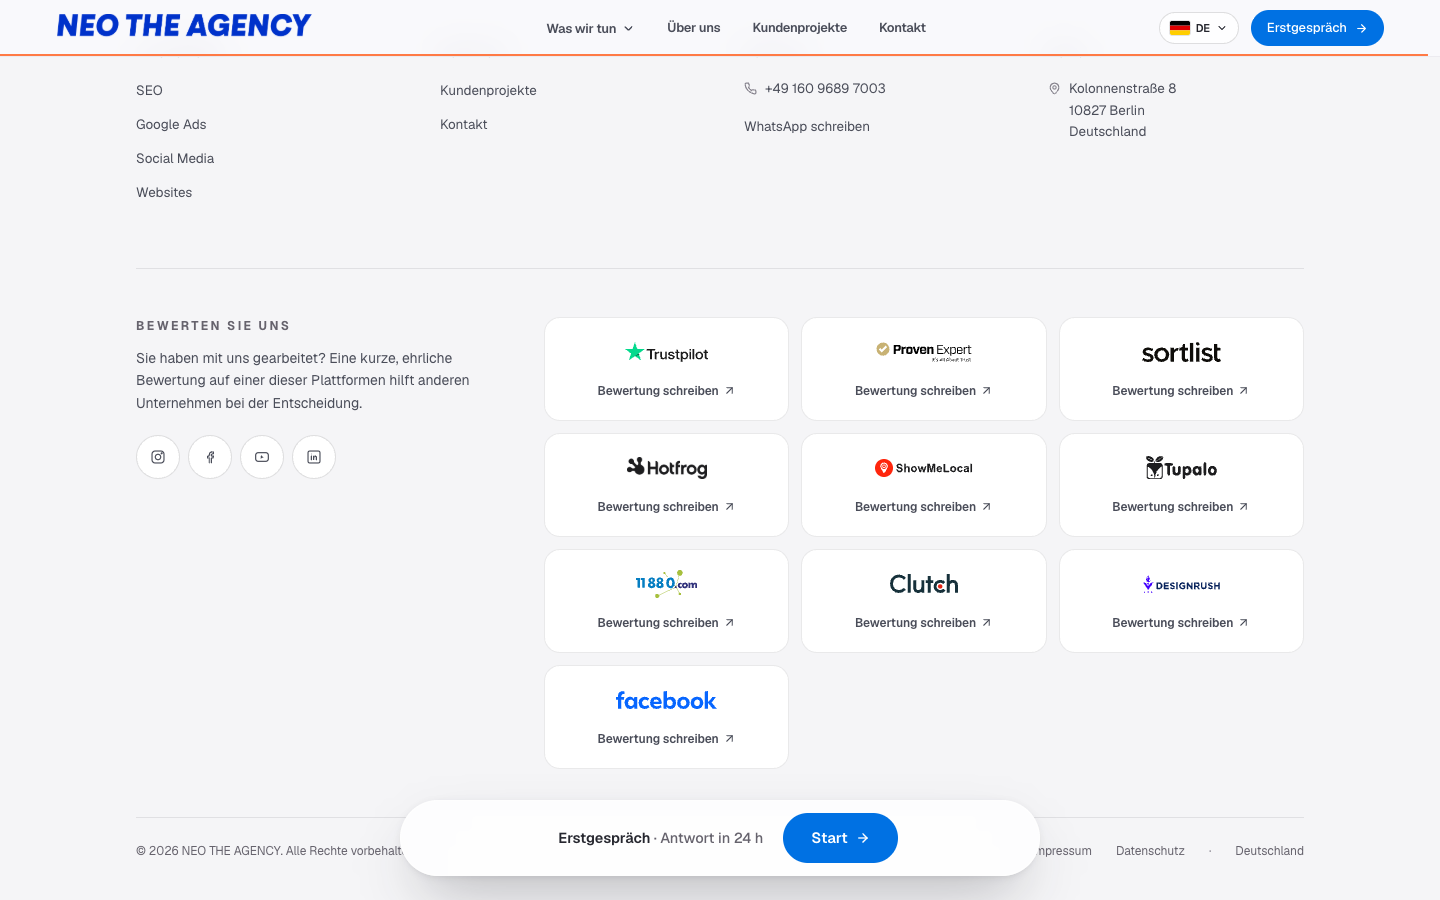 NEO THE AGENCY
Was wir tun
Über uns
Kundenprojekte
Kontakt
DE
Erstgespräch
SEO
Google Ads
Social Media
Websites
Kundenprojekte
Kontakt
+49 160 9689 7003
WhatsApp schreiben
Kolonnenstraße 8
10827 Berlin
Deutschland
BEWERTEN SIE UNS
Sie haben mit uns gearbeitet? Eine kurze, ehrliche
Bewertung auf einer dieser Plattformen hilft anderen
Unternehmen bei der Entscheidung.
Trustpilot
Bewertung schreiben
ProvenExpert
It's all about trust
Bewertung schreiben
sortlist
Bewertung schreiben
Hotfrog
Bewertung schreiben
ShowMeLocal
Bewertung schreiben
Tupalo
Bewertung schreiben
11880.com
Bewertung schreiben
Clutch
Bewertung schreiben
DESIGNRUSH
Bewertung schreiben
facebook
Bewertung schreiben
Erstgespräch · Antwort in 24 h
Start
© 2026 NEO THE AGENCY. Alle Rechte
Datenschutz
·
Deutschland